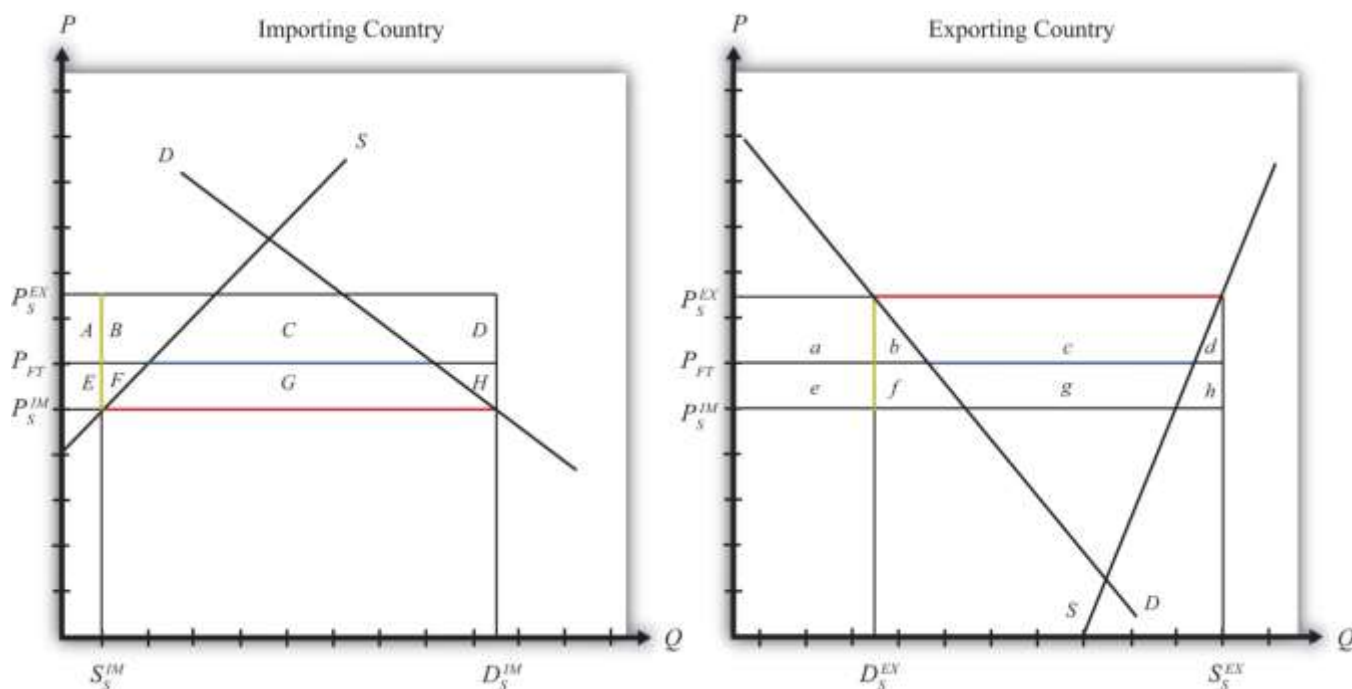 P
Importing Country
D
S
P_S^EX
A B C D
P_FT
E F G H
P_S^IM
Q
S_S^IM
D_S^IM
P
Exporting Country
P_S^EX
a b c d
P_FT
e f g h
P_S^IM
S
D
Q
D_S^EX
S_S^EX